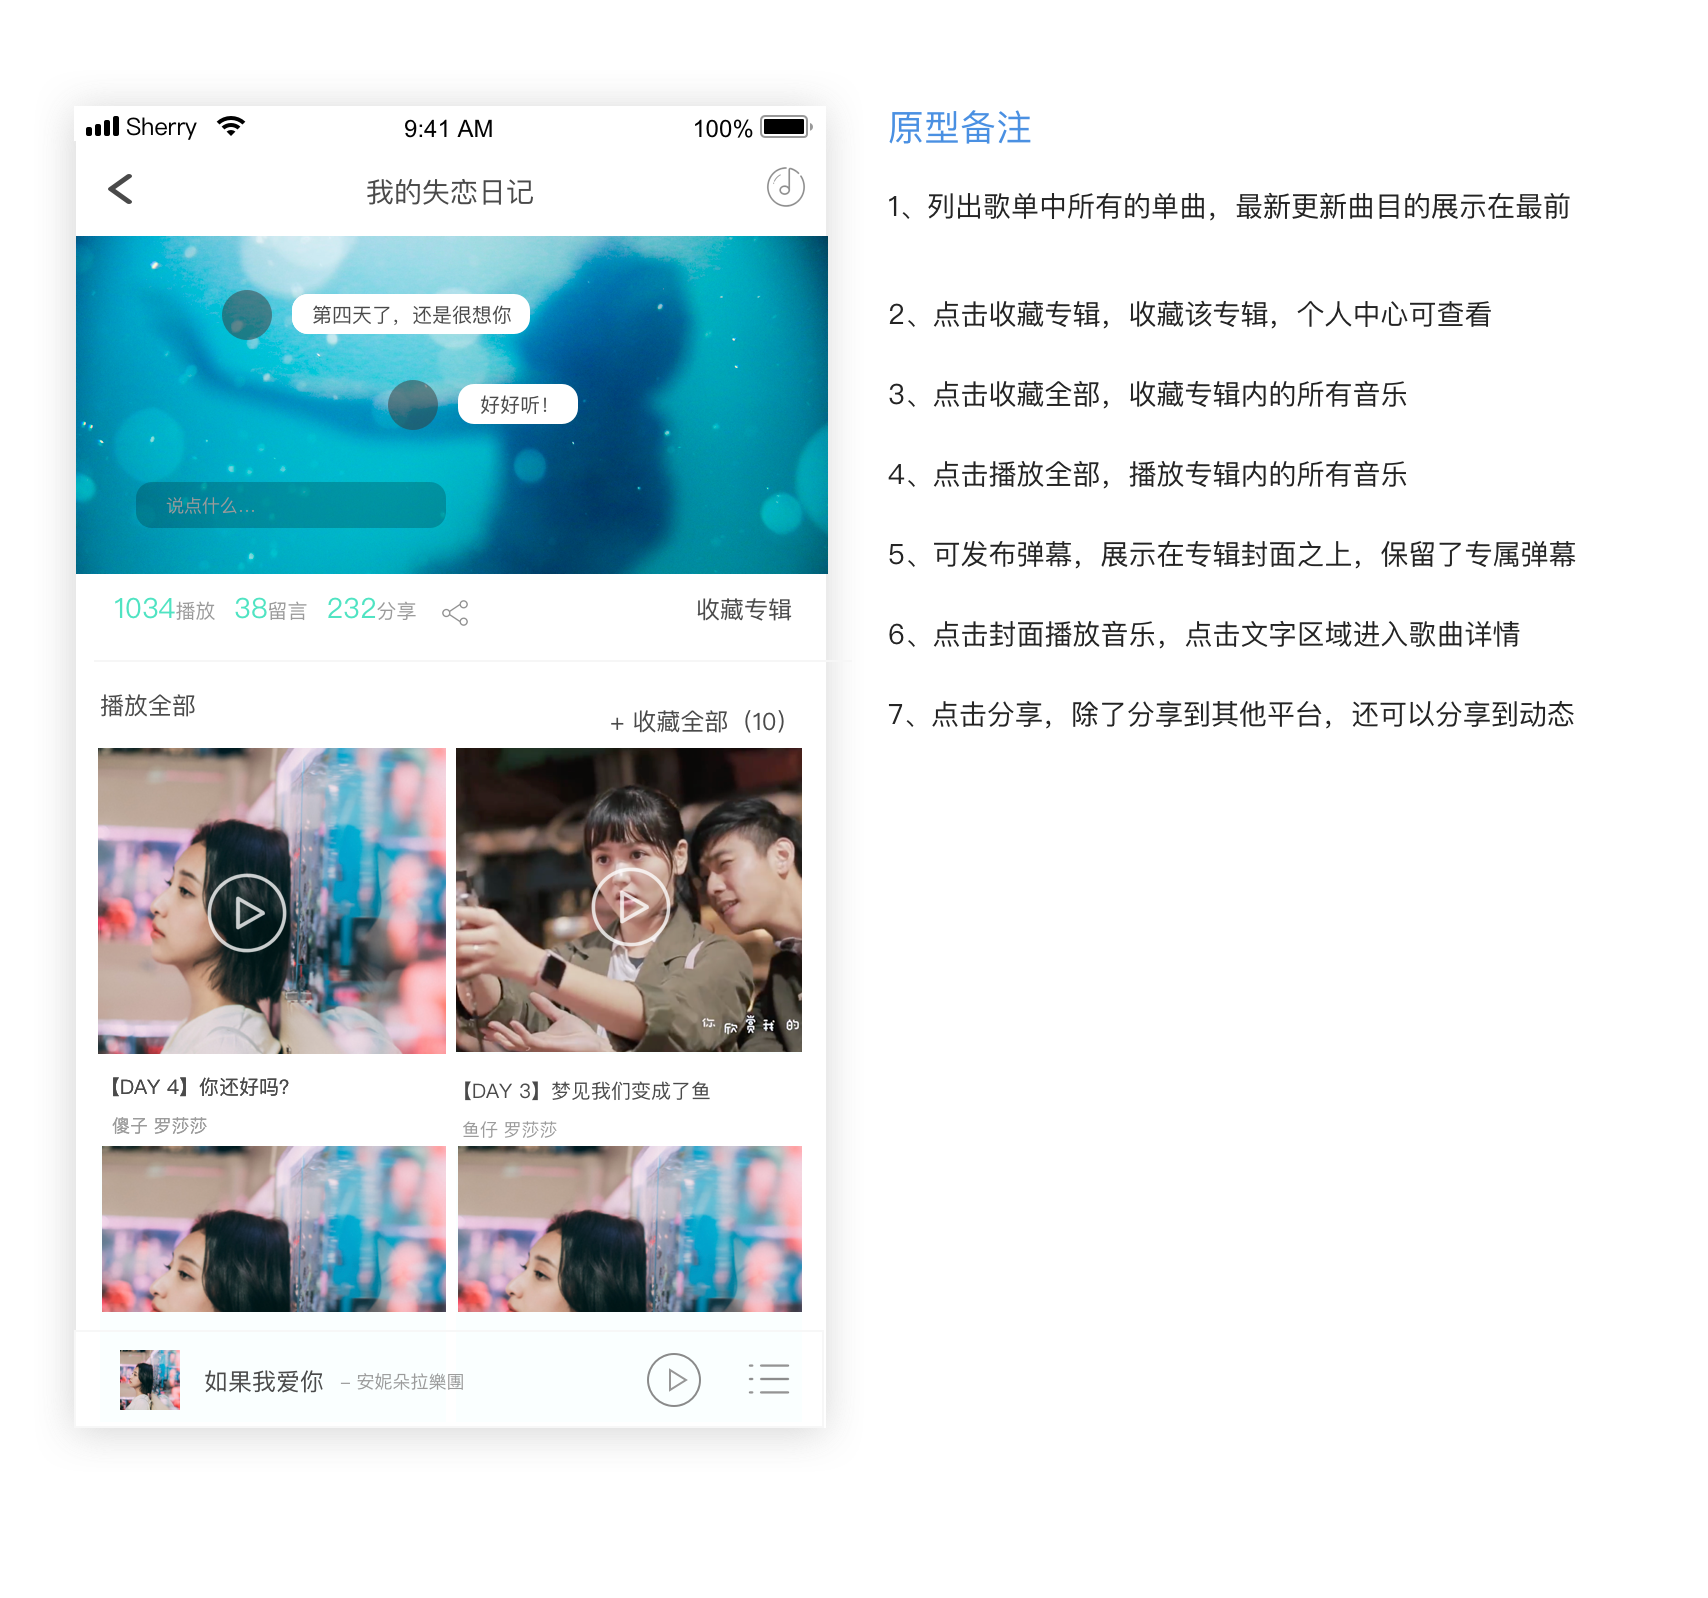 Sherry 9:41 AM 100%
我的失恋日记
第四天了，还是很想你
好好听！
说点什么...
1034播放 38留言 232分享 收藏专辑
播放全部
+ 收藏全部（10）
你欣赏我的
【DAY 4】你还好吗?
傻子 罗莎莎
【DAY 3】梦见我们变成了鱼
鱼仔 罗莎莎
如果我爱你 – 安妮朵拉樂團
原型备注
1、列出歌单中所有的单曲，最新更新曲目的展示在最前
2、点击收藏专辑，收藏该专辑，个人中心可查看
3、点击收藏全部，收藏专辑内的所有音乐
4、点击播放全部，播放专辑内的所有音乐
5、可发布弹幕，展示在专辑封面之上，保留了专属弹幕
6、点击封面播放音乐，点击文字区域进入歌曲详情
7、点击分享，除了分享到其他平台，还可以分享到动态